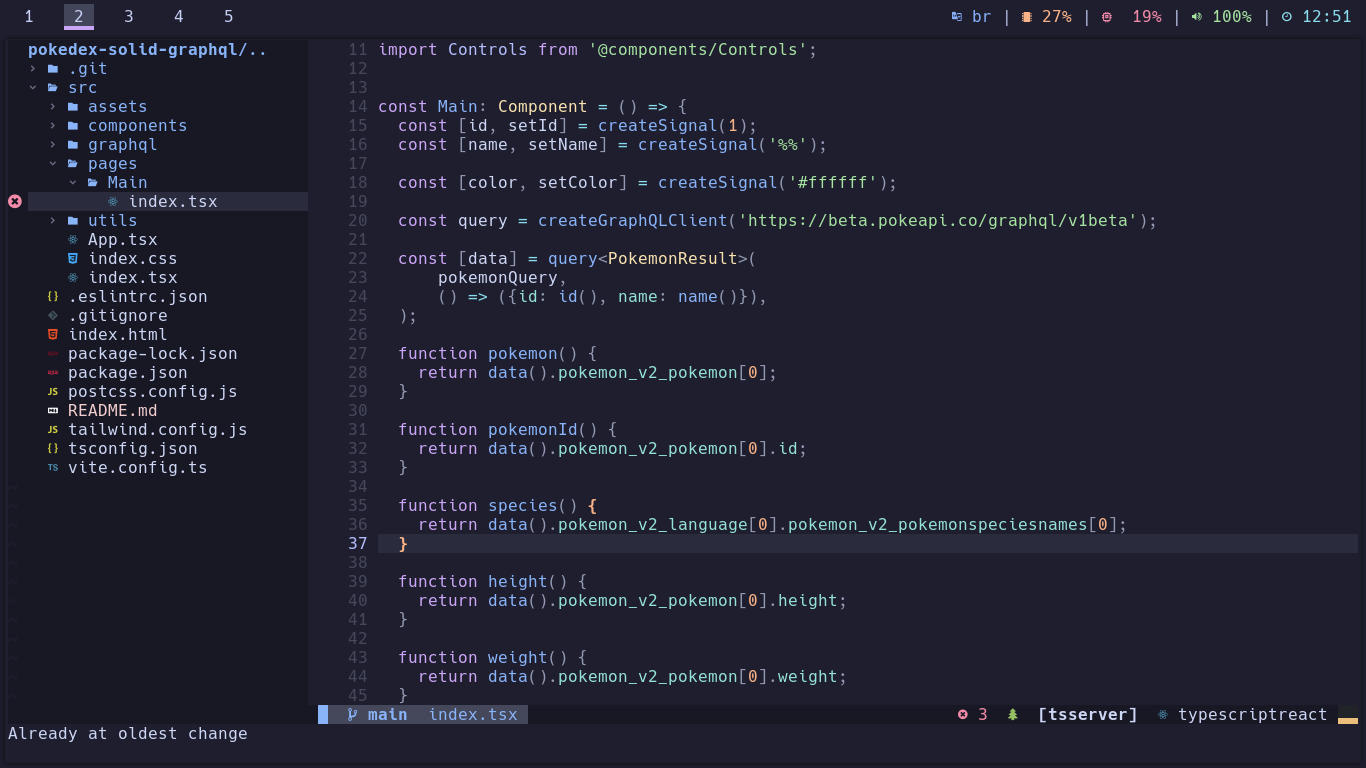 1 2 3 4 5 br | 27% | 19% | 100% | 12:51
pokedex-solid-graphql/..
.git
src
assets
components
graphql
pages
Main
index.tsx
utils
App.tsx
index.css
index.tsx
.eslintrc.json
.gitignore
index.html
package-lock.json
package.json
JS postcss.config.js
README.md
JS tailwind.config.js
{} tsconfig.json
TS vite.config.ts
11 import Controls from '@components/Controls';
12
13
14 const Main: Component = () => {
15 const [id, setId] = createSignal(1);
16 const [name, setName] = createSignal('%%');
17
18 const [color, setColor] = createSignal('#ffffff');
19
20 const query = createGraphQLClient('https://beta.pokeapi.co/graphql/v1beta');
21
22 const [data] = query<PokemonResult>(
23 pokemonQuery,
24 () => ({id: id(), name: name()}),
25 );
26
27 function pokemon() {
28 return data().pokemon_v2_pokemon[0];
29 }
30
31 function pokemonId() {
32 return data().pokemon_v2_pokemon[0].id;
33 }
34
35 function species() {
36 return data().pokemon_v2_language[0].pokemon_v2_pokemonspeciesnames[0];
37 }
38
39 function height() {
40 return data().pokemon_v2_pokemon[0].height;
41 }
42
43 function weight() {
44 return data().pokemon_v2_pokemon[0].weight;
45 }
main index.tsx 3 [tsserver] typescriptreact
Already at oldest change